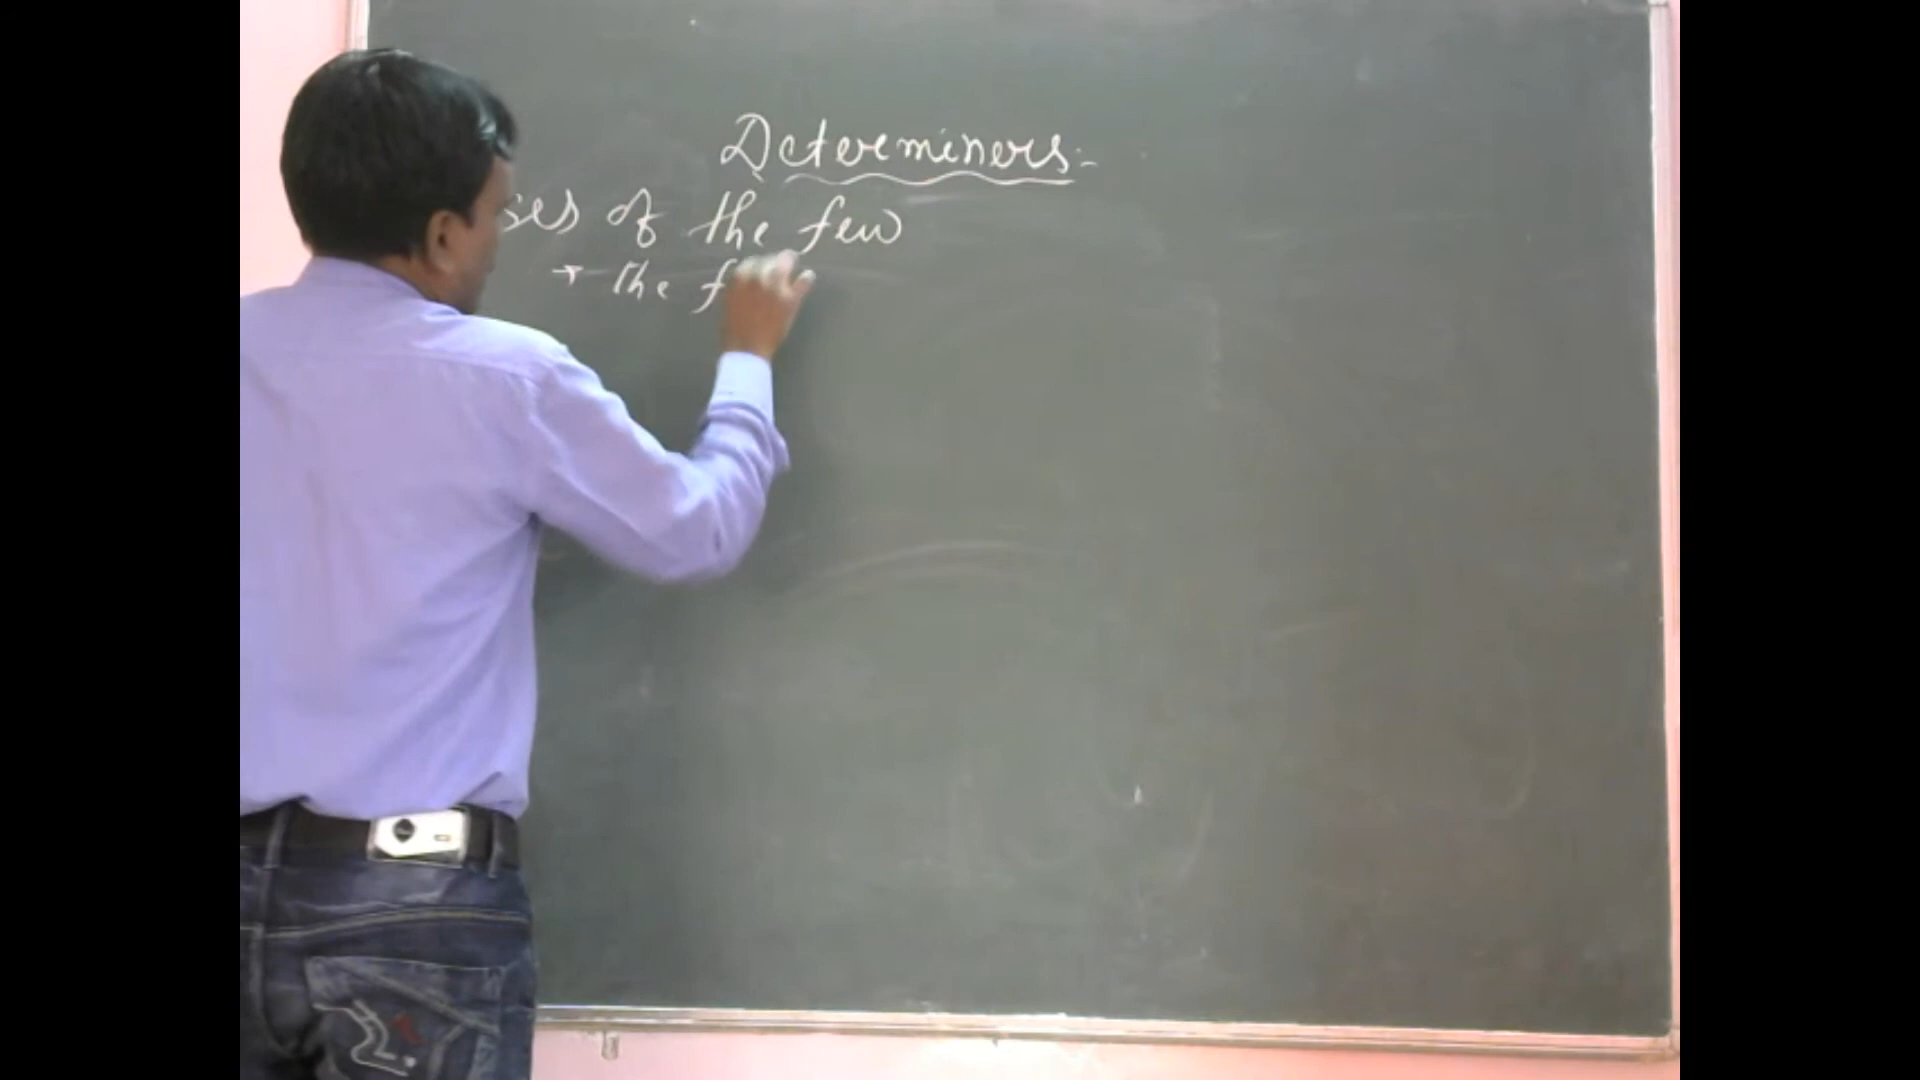 Determiners:-
ses of the few
→ the f